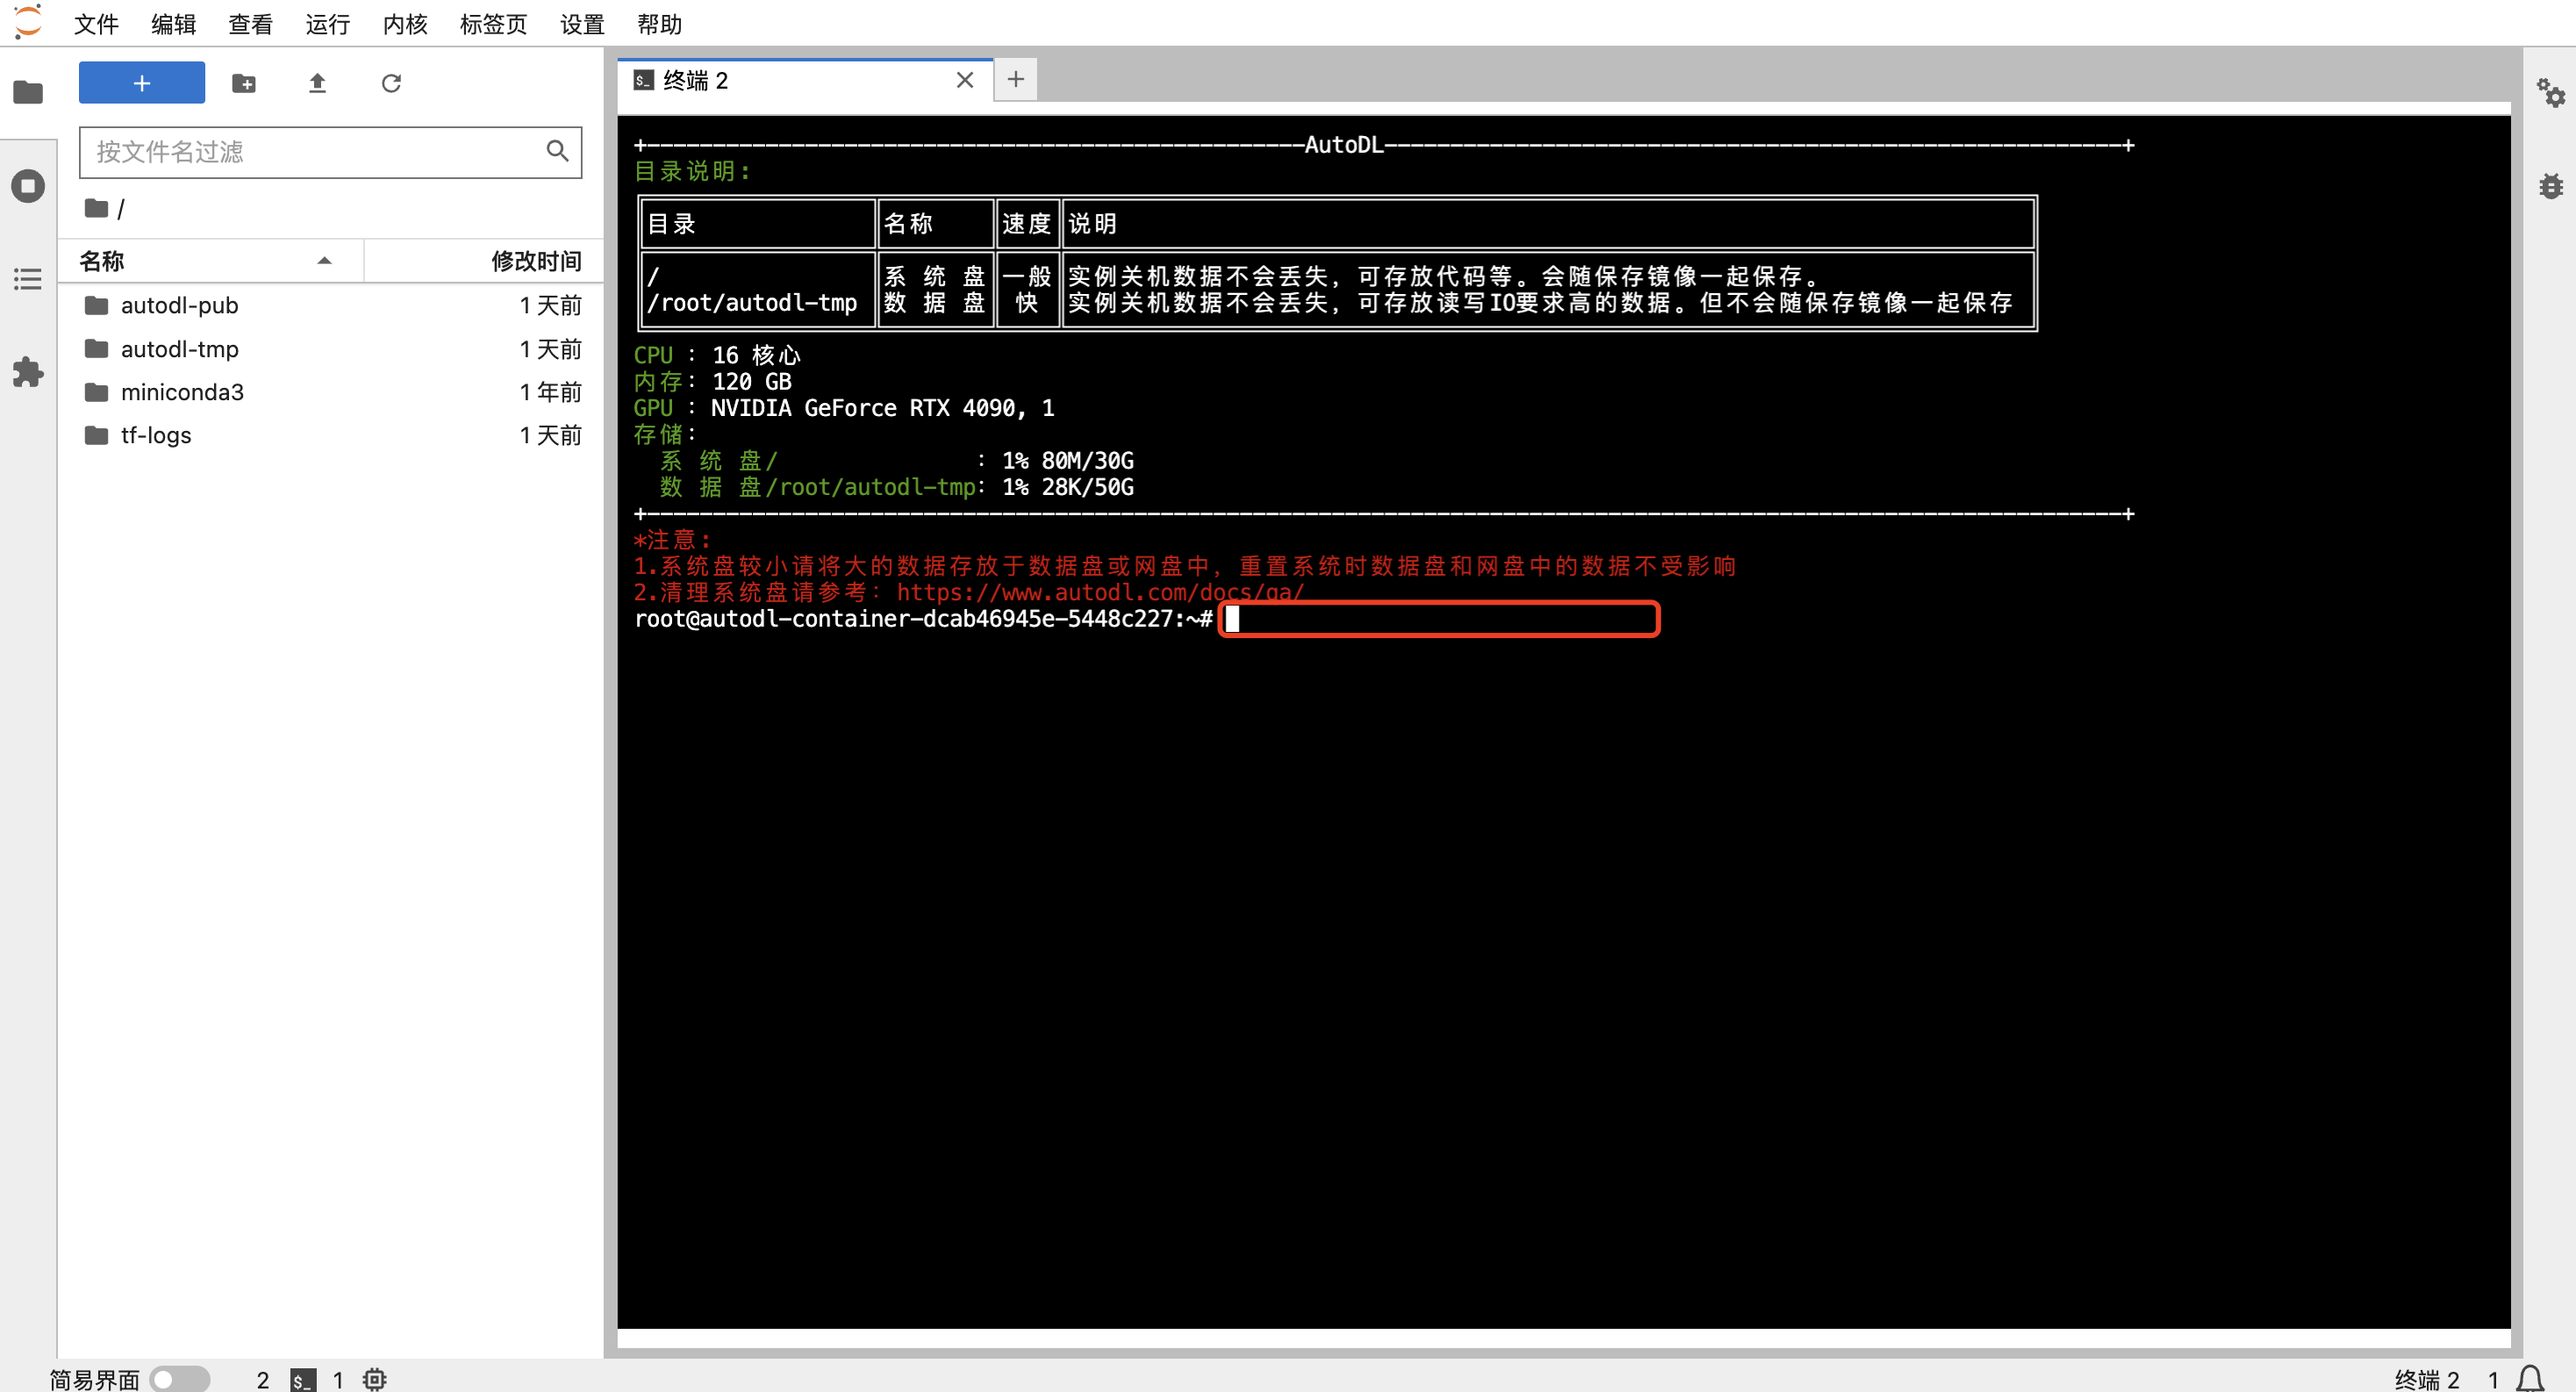 文件 编辑 查看 运行 内核 标签页 设置 帮助
按文件名过滤
/
名称 修改时间
autodl-pub 1 天前
autodl-tmp 1 天前
miniconda3 1 年前
tf-logs 1 天前
终端 2
AutoDL
目录说明:
目录 名称 速度 说明
/ 系 统 盘 一般 实例关机数据不会丢失，可存放代码等。会随保存镜像一起保存。
/root/autodl-tmp 数 据 盘 快 实例关机数据不会丢失，可存放读写IO要求高的数据。但不会随保存镜像一起保存
CPU : 16 核心
内存: 120 GB
GPU : NVIDIA GeForce RTX 4090, 1
存储:
系 统 盘/ : 1% 80M/30G
数 据 盘/root/autodl-tmp: 1% 28K/50G
*注意:
1.系统盘较小请将大的数据存放于数据盘或网盘中，重置系统时数据盘和网盘中的数据不受影响
2.清理系统盘请参考：https://www.autodl.com/docs/qa/
root@autodl-container-dcab46945e-5448c227:~#
简易界面 2 $_ 1 终端 2 1